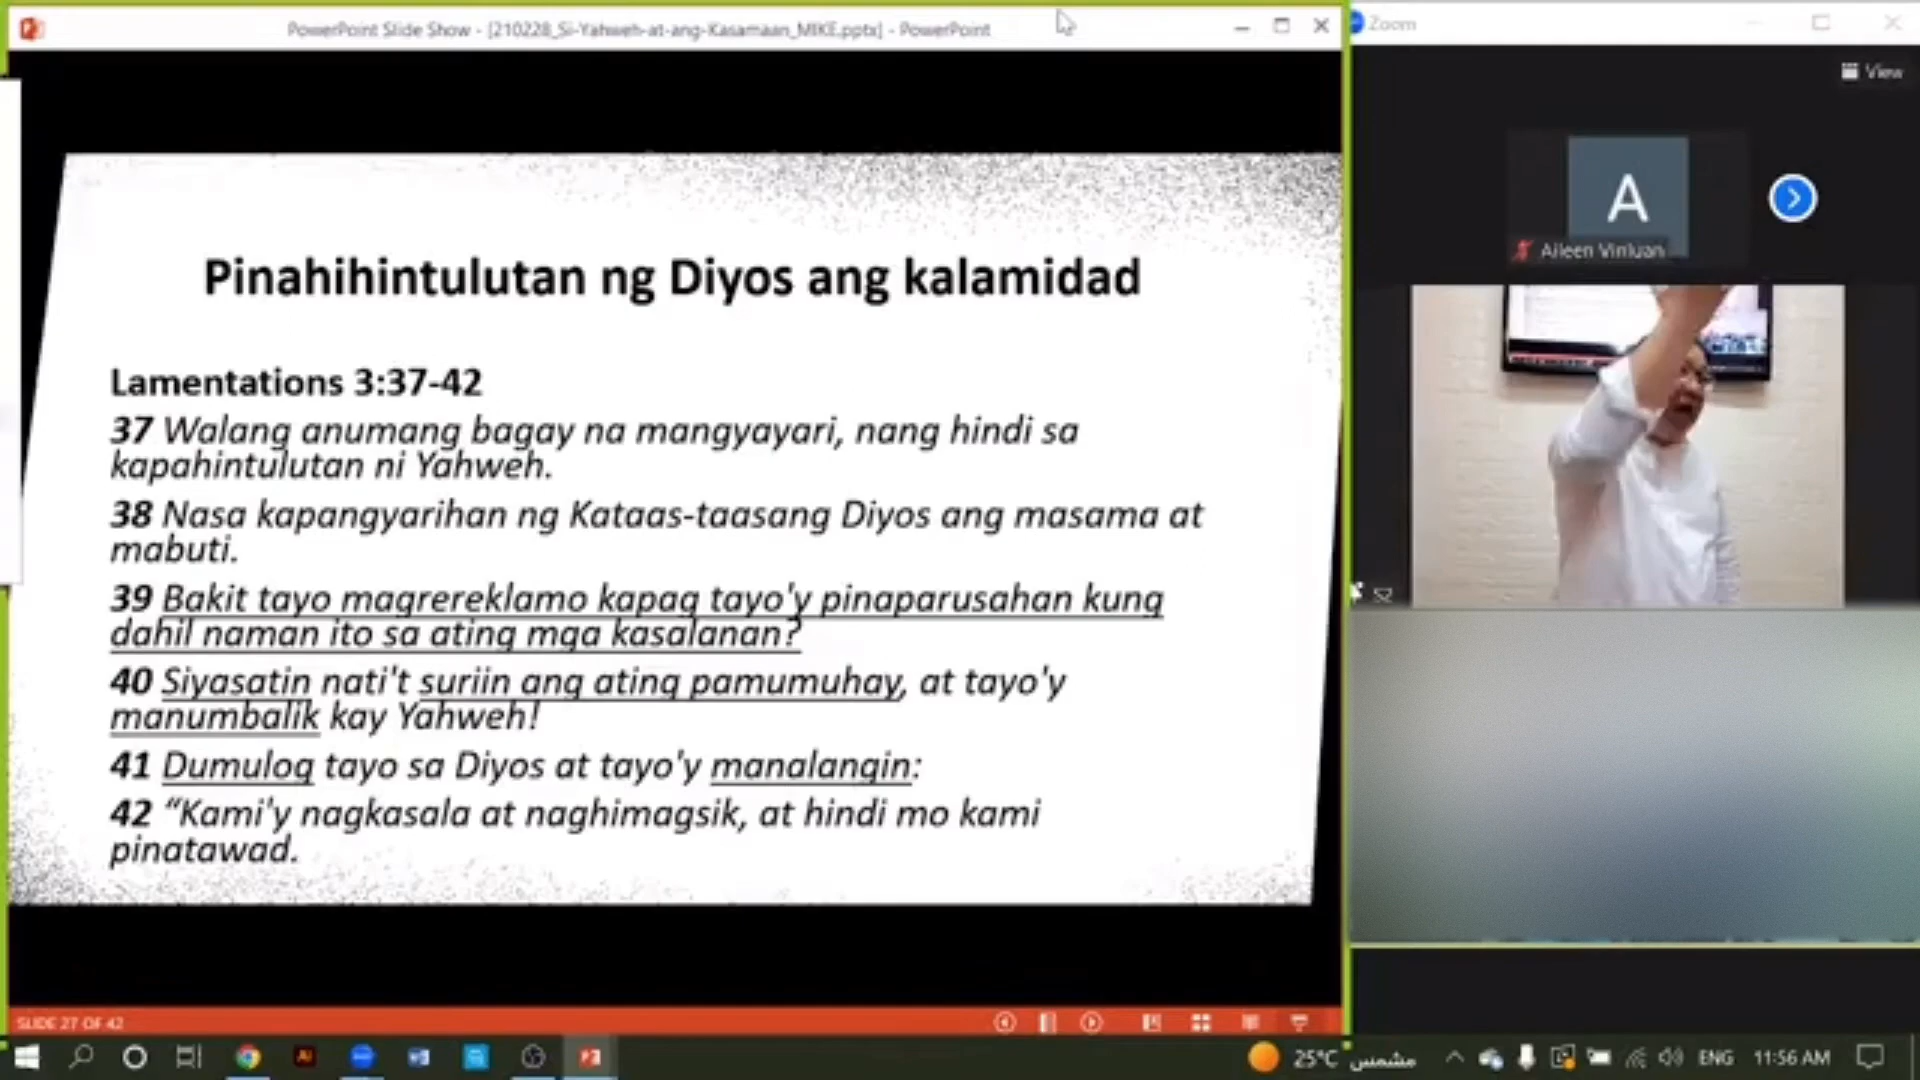 PowerPoint Slide Show - [210228_Si-Yahweh-at-ang-Kasamaan_MIKE.pptx] - PowerPoint
Zoom
View
A
Aileen Vinluan
Pinahihintulutan ng Diyos ang kalamidad
Lamentations 3:37-42
37 Walang anumang bagay na mangyayari, nang hindi sa
kapahintulutan ni Yahweh.
38 Nasa kapangyarihan ng Kataas-taasang Diyos ang masama at
mabuti.
39 Bakit tayo magrereklamo kapag tayo'y pinaparusahan kung
dahil naman ito sa ating mga kasalanan?
40 Siyasatin nati't suriin ang ating pamumuhay, at tayo'y
manumbalik kay Yahweh!
41 Dumulog tayo sa Diyos at tayo'y manalangin:
42 “Kami'y nagkasala at naghimagsik, at hindi mo kami
pinatawad.
SLIDE 27 OF 42
Ai
25°C مشمس
ENG
11:56 AM